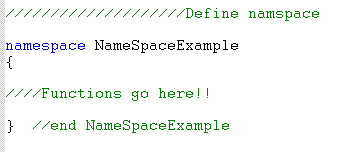 ////////////////////Define namspace
namespace NameSpaceExample
{
////Functions go here!!
}  //end NameSpaceExample